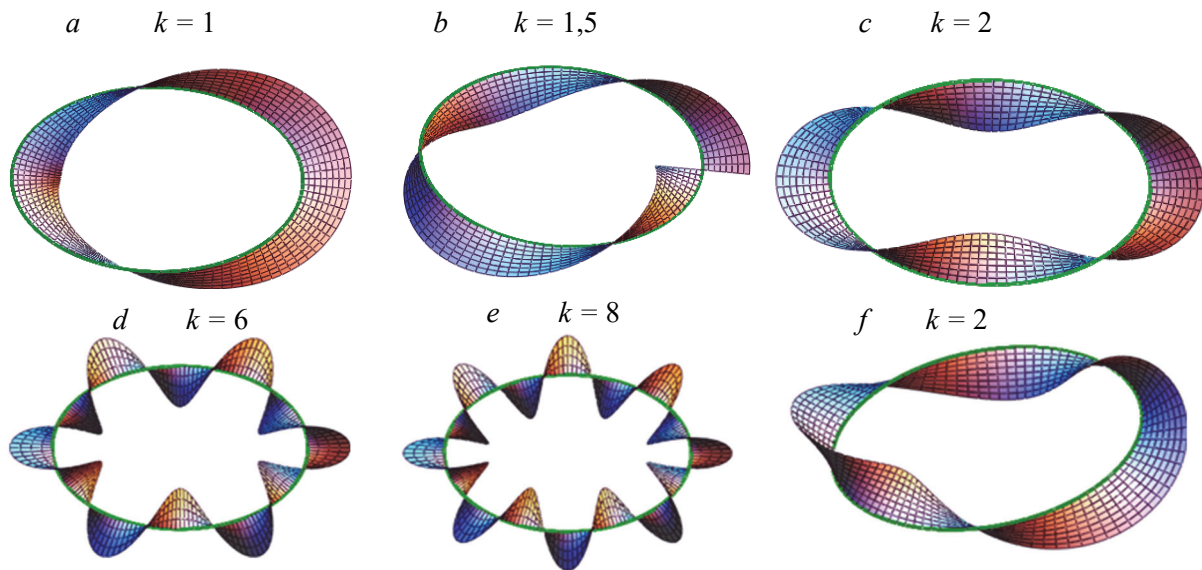 a k = 1
b k = 1,5
c k = 2
d k = 6
e k = 8
f k = 2